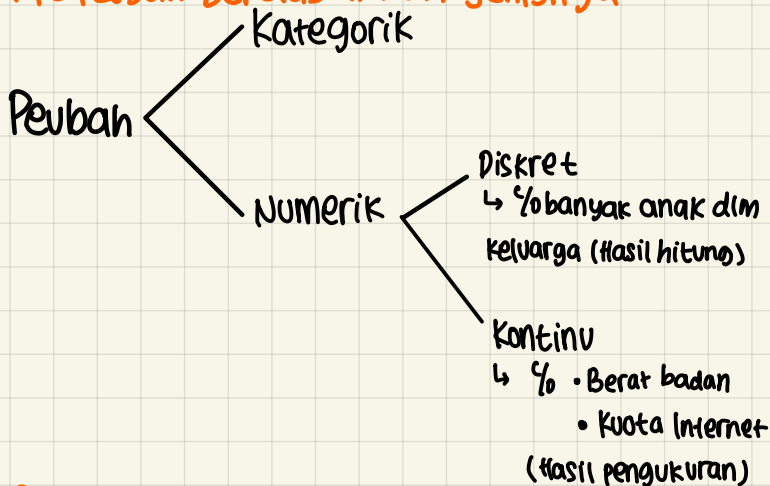 Kategorik
Peubah
Numerik
Diskret
↳ c/o banyak anak dlm
keluarga (Hasil hitung)
Kontinu
↳ c/o • Berat badan
• Kuota Internet
(Hasil pengukuran)